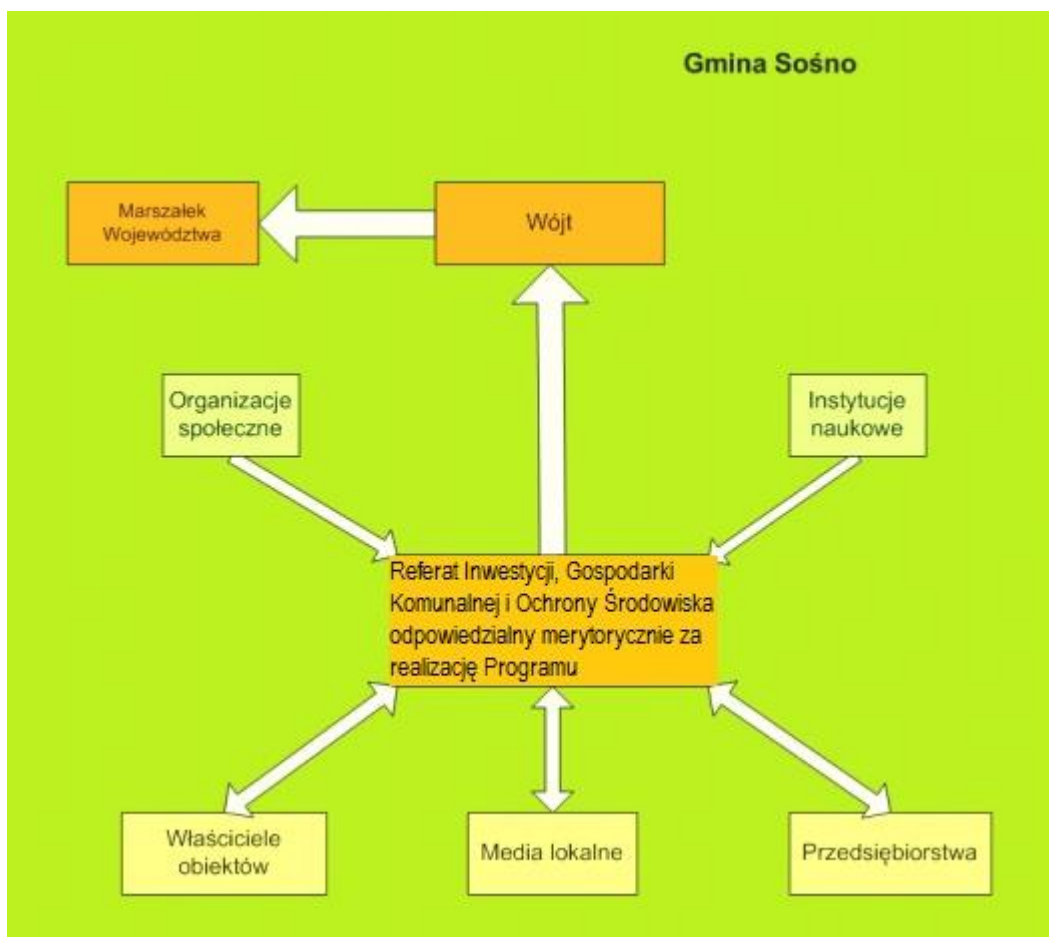 Gmina Sośno
Marszałek
Województwa
Wójt
Organizacje
społeczne
Instytucje
naukowe
Referat Inwestycji, Gospodarki
Komunalnej i Ochrony Środowiska
odpowiedzialny merytorycznie za
realizację Programu
Właściciele
obiektów
Media lokalne
Przedsiębiorstwa